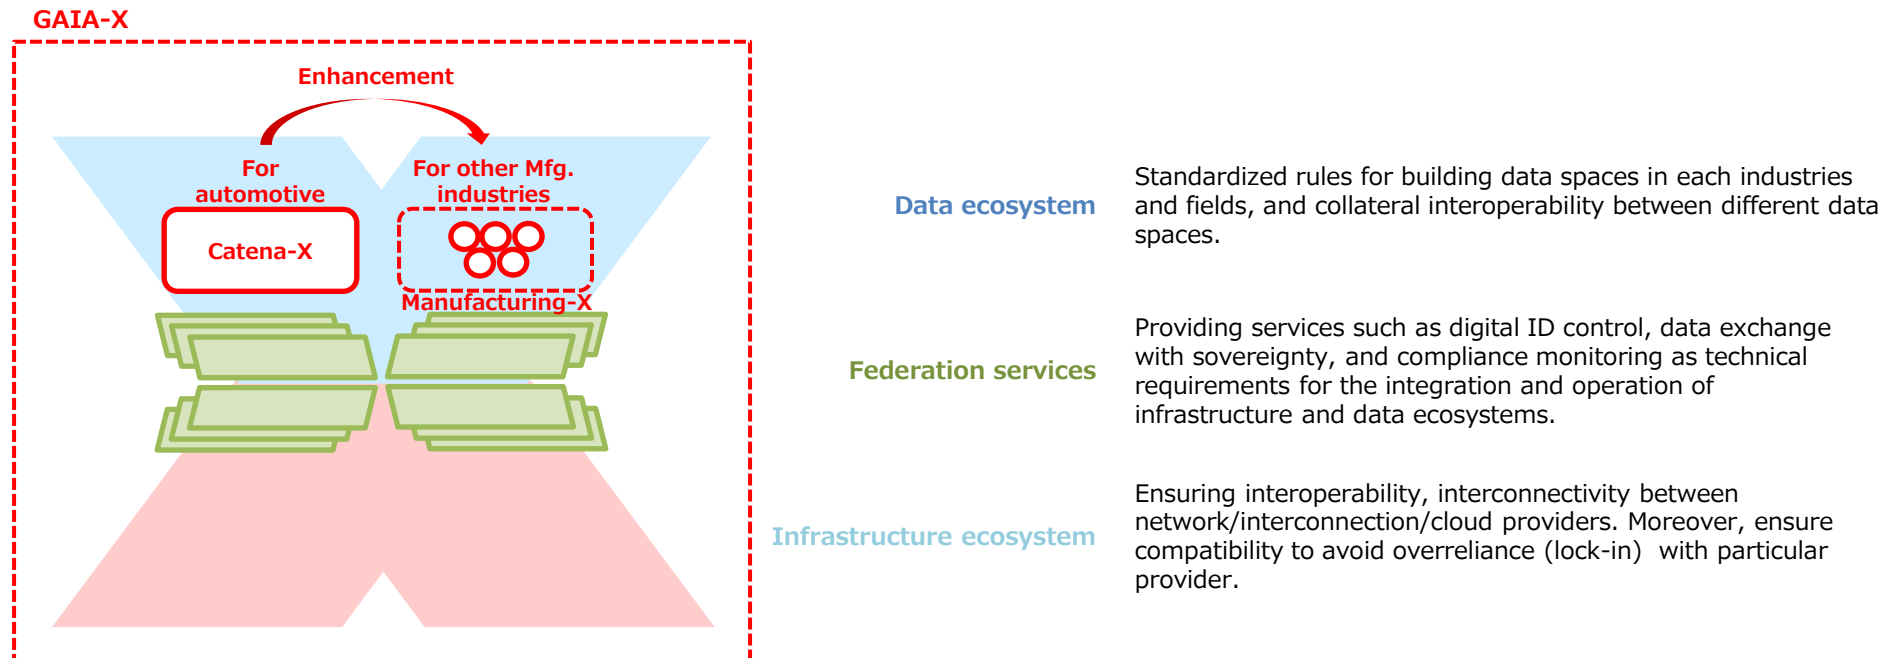 GAIA-X
Enhancement
For
automotive
For other Mfg.
industries
Catena-X
Manufacturing-X
Data ecosystem
Standardized rules for building data spaces in each industries
and fields, and collateral interoperability between different data
spaces.
Federation services
Providing services such as digital ID control, data exchange
with sovereignty, and compliance monitoring as technical
requirements for the integration and operation of
infrastructure and data ecosystems.
Infrastructure ecosystem
Ensuring interoperability, interconnectivity between
network/interconnection/cloud providers. Moreover, ensure
compatibility to avoid overreliance (lock-in)  with particular
provider.